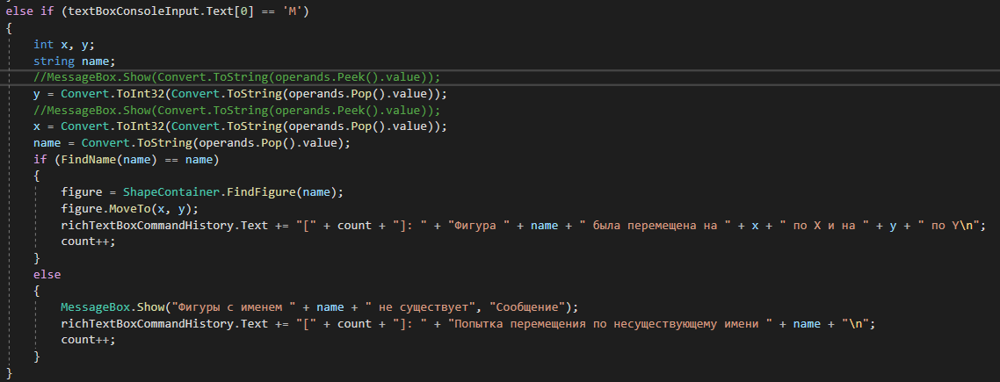 else if (textBoxConsoleInput.Text[0] == 'M')
{
int x, y;
string name;
//MessageBox.Show(Convert.ToString(operands.Peek().value));
y = Convert.ToInt32(Convert.ToString(operands.Pop().value));
//MessageBox.Show(Convert.ToString(operands.Peek().value));
x = Convert.ToInt32(Convert.ToString(operands.Pop().value));
name = Convert.ToString(operands.Pop().value);
if (FindName(name) == name)
{
figure = ShapeContainer.FindFigure(name);
figure.MoveTo(x, y);
richTextBoxCommandHistory.Text += "[" + count + "]: " + "Фигура " + name + " была перемещена на " + x + " по X и на " + y + " по Y\n";
count++;
}
else
{
MessageBox.Show("Фигуры с именем " + name + " не существует", "Сообщение");
richTextBoxCommandHistory.Text += "[" + count + "]: " + "Попытка перемещения по несуществующему имени " + name + "\n";
count++;
}
}